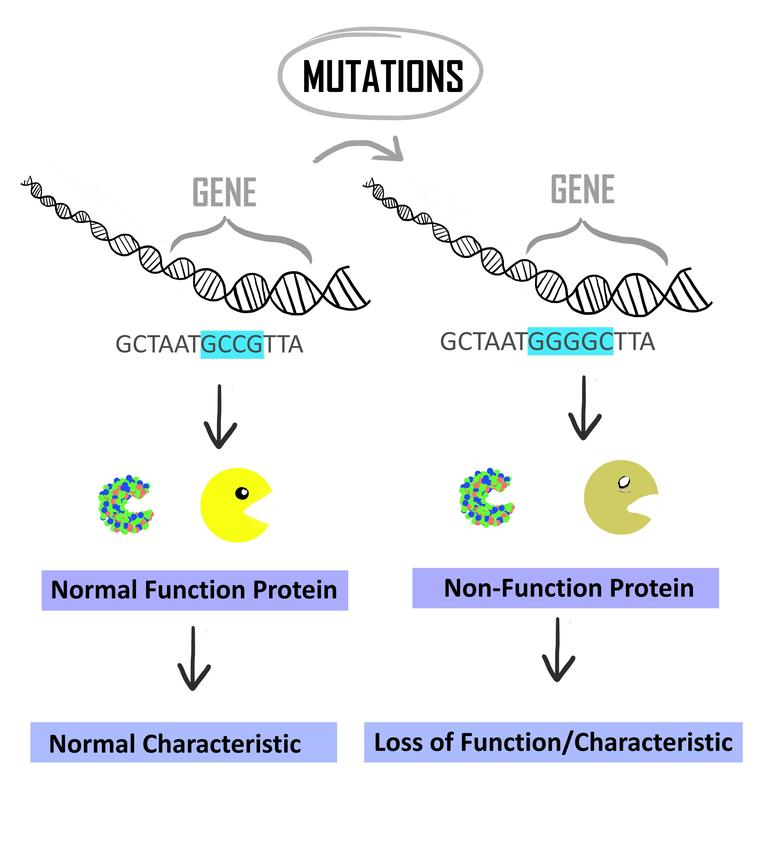 MUTATIONS
GENE
GENE
GCTAATGCCGTTA
GCTAATGGGGCTTA
Normal Function Protein
Non-Function Protein
Normal Characteristic
Loss of Function/Characteristic